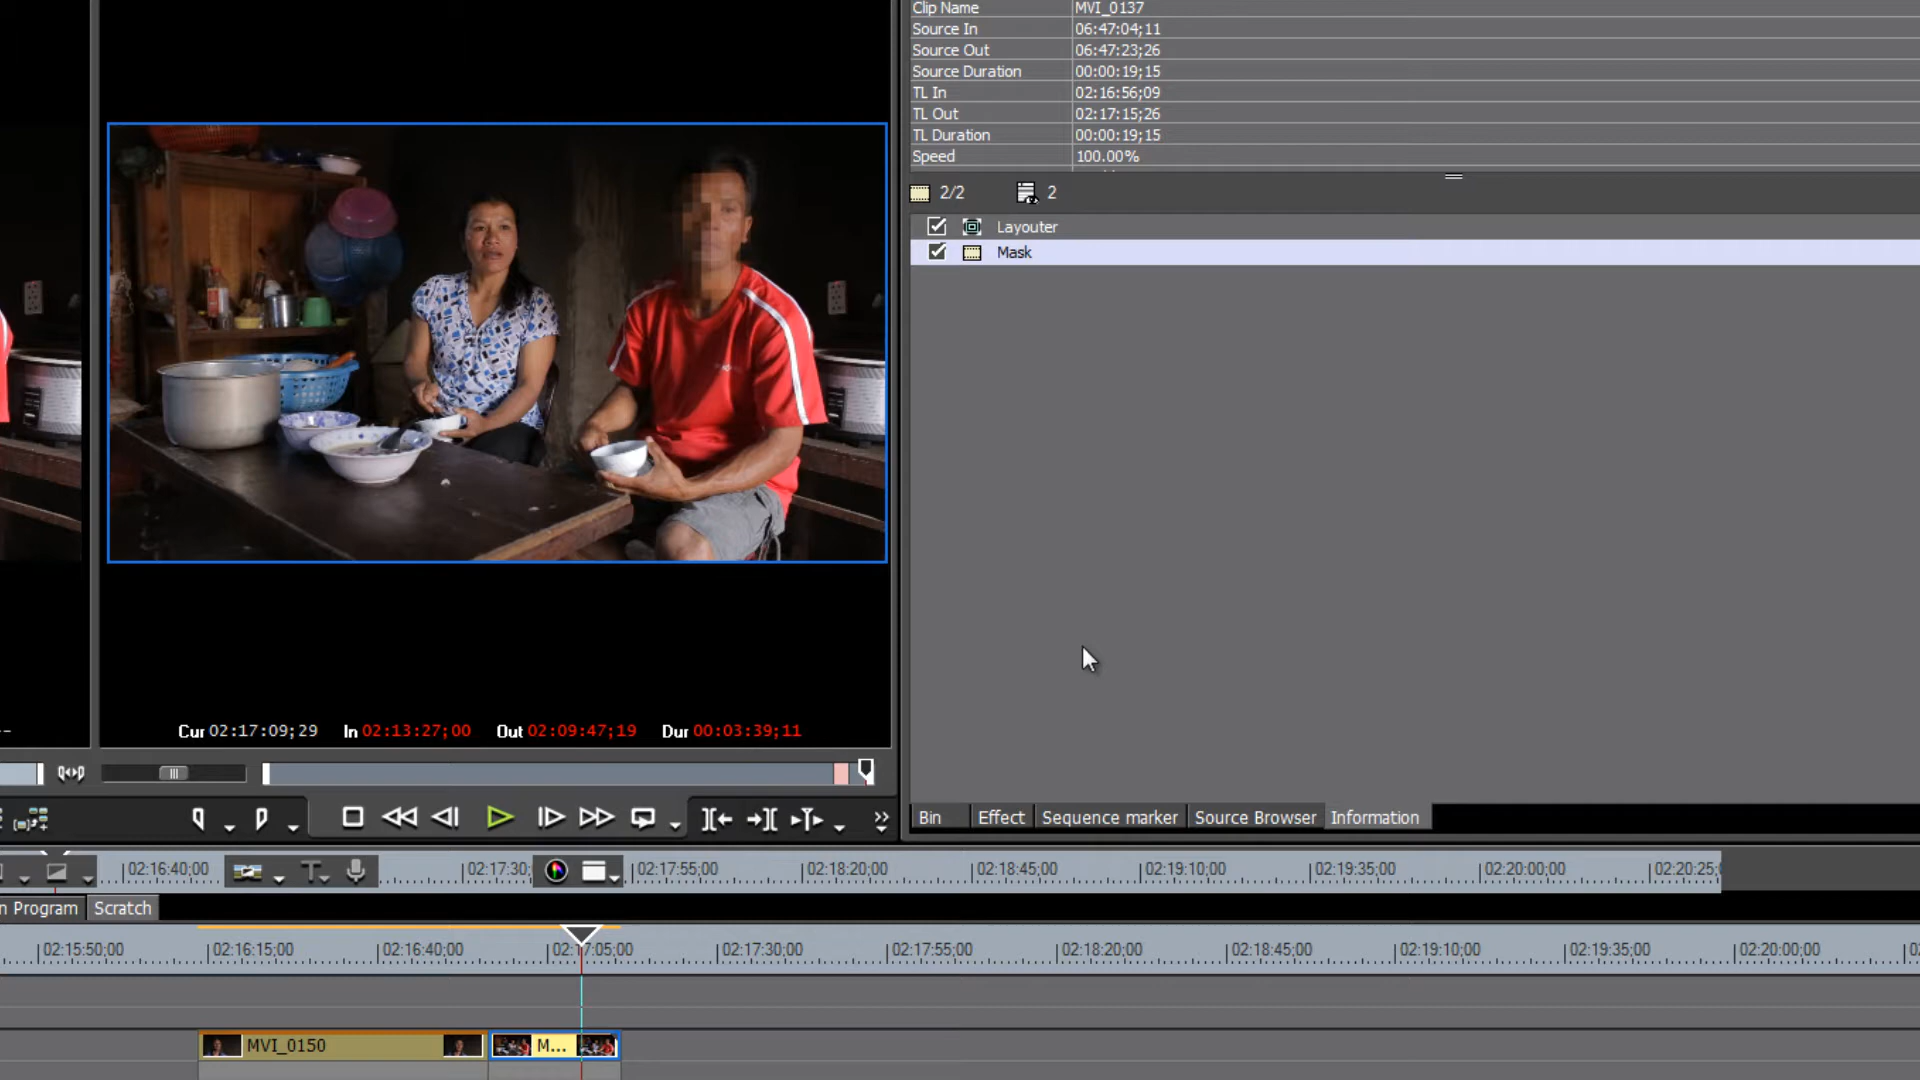 Clip Name MVI_0137
Source In 06:47:04;11
Source Out 06:47:23;26
Source Duration 00:00:19;15
TL In 02:16:56;09
TL Out 02:17:15;26
TL Duration 00:00:19;15
Speed 100.00%
2/2 2
Layouter
Mask
Cur 02:17:09;29 In 02:13:27;00 Out 02:09:47;19 Dur 00:03:39;11
Bin Effect Sequence marker Source Browser Information
02:16:40;00 02:17:30; 02:17:55;00 02:18:20;00 02:18:45;00 02:19:10;00 02:19:35;00 02:20:00;00 02:20:25;
n Program Scratch
02:15:50;00 02:16:15;00 02:16:40;00 02:17:05;00 02:17:30;00 02:17:55;00 02:18:20;00 02:18:45;00 02:19:10;00 02:19:35;00 02:20:00;00
MVI_0150 M...